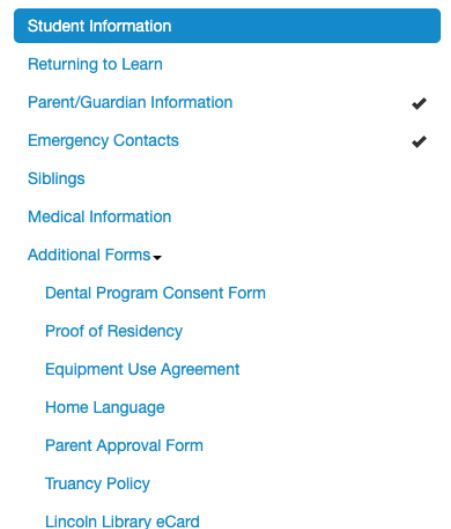 Student Information
Returning to Learn
Parent/Guardian Information
Emergency Contacts
Siblings
Medical Information
Additional Forms
Dental Program Consent Form
Proof of Residency
Equipment Use Agreement
Home Language
Parent Approval Form
Truancy Policy
Lincoln Library eCard